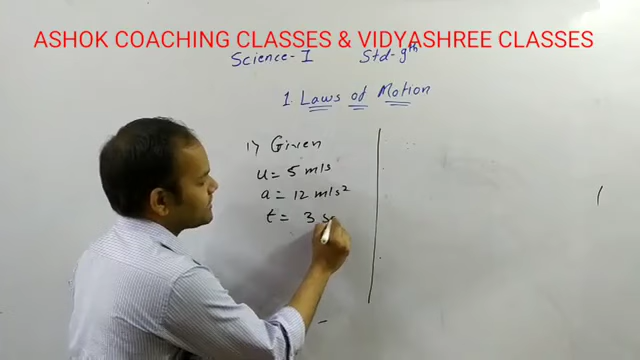 ASHOK COACHING CLASSES & VIDYASHREE CLASSES
Science-I Std-9th
1. Laws of Motion
1) Given
u = 5 m/s
a = 12 m/s²
t = 3 s